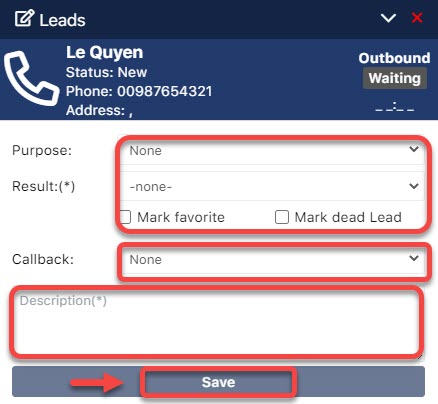 Leads
Le Quyen
Status: New
Phone: 00987654321
Address: ,
Outbound
Waiting
_ _:_ _
Purpose: None
Result:(*) -none-
Mark favorite Mark dead Lead
Callback: None
Description(*)
Save